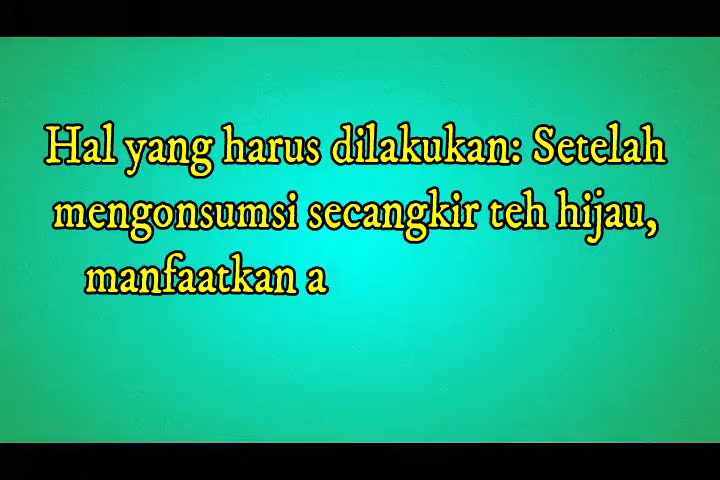 Hal yang harus dilakukan: Setelah
mengonsumsi secangkir teh hijau,
manfaatkan a